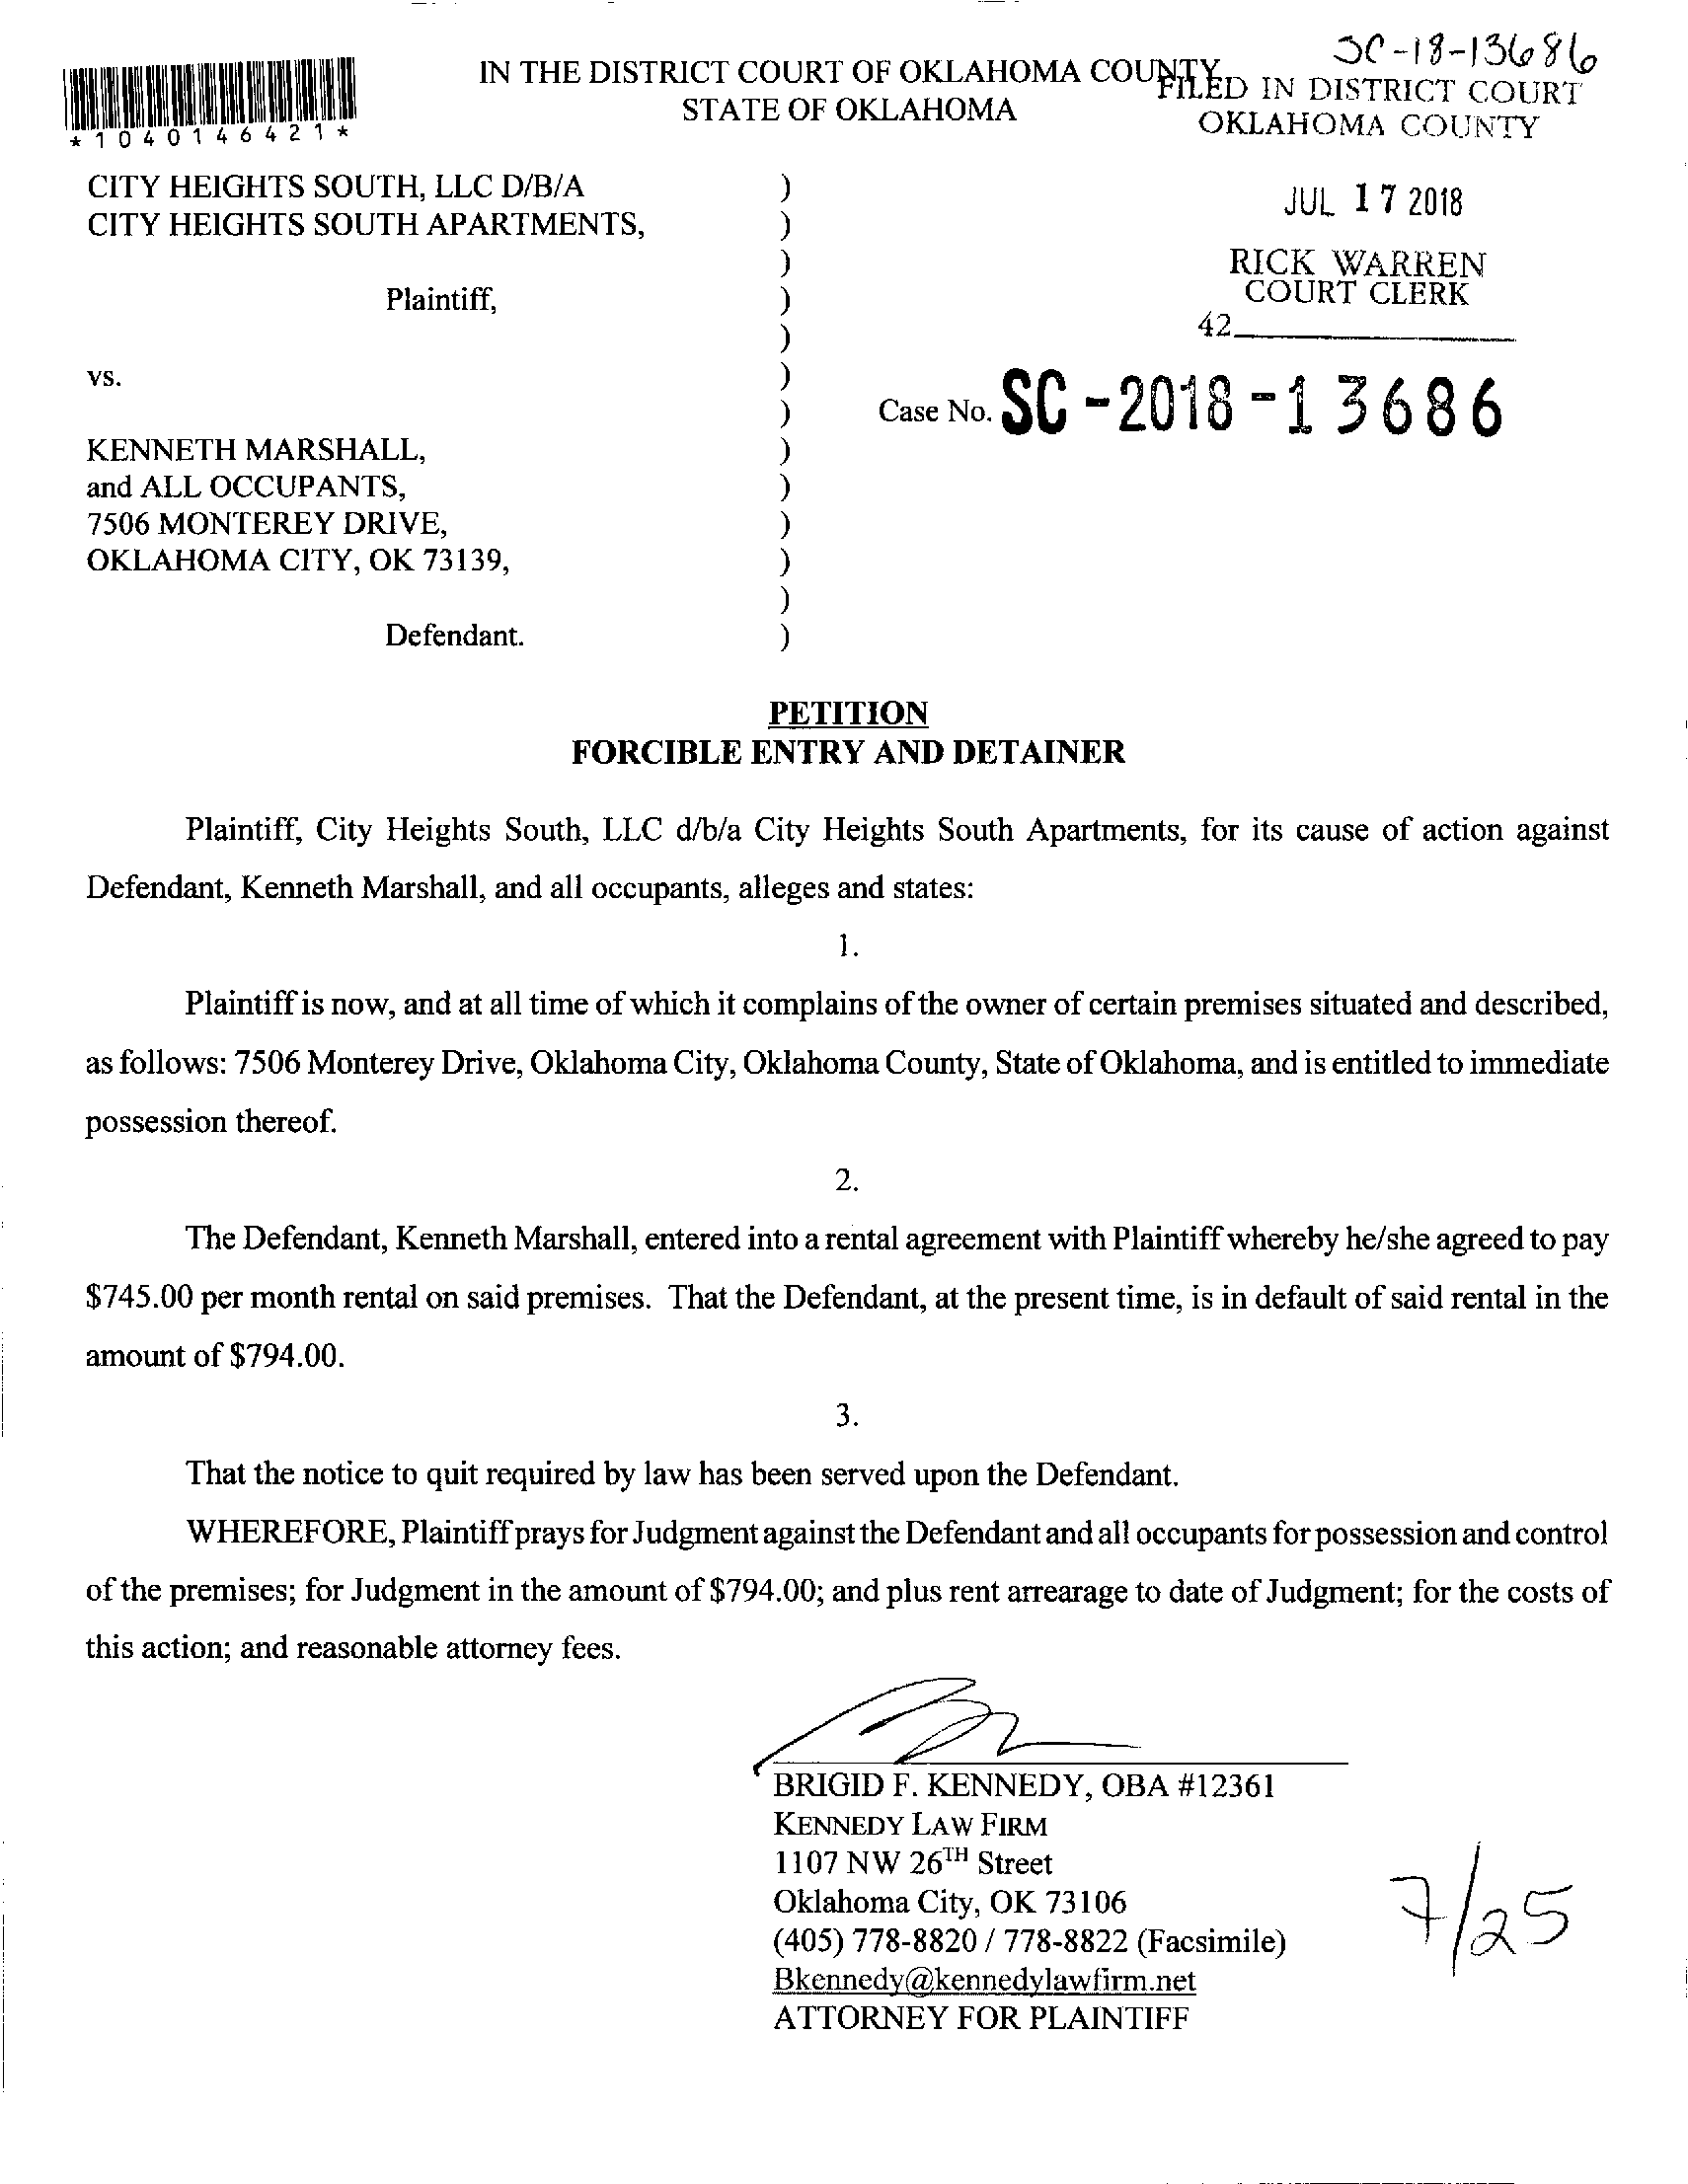 SC-18-13686
IN THE DISTRICT COURT OF OKLAHOMA COUNTY
STATE OF OKLAHOMA
FILED IN DISTRICT COURT
OKLAHOMA COUNTY
*1040146421*
JUL 17 2018
RICK WARREN
COURT CLERK
42
CITY HEIGHTS SOUTH, LLC D/B/A )
CITY HEIGHTS SOUTH APARTMENTS, )
)
Plaintiff, )
)
vs. )
) Case No. SC-2018-13686
KENNETH MARSHALL, )
and ALL OCCUPANTS, )
7506 MONTEREY DRIVE, )
OKLAHOMA CITY, OK 73139, )
)
Defendant. )
PETITION
FORCIBLE ENTRY AND DETAINER
Plaintiff, City Heights South, LLC d/b/a City Heights South Apartments, for its cause of action against
Defendant, Kenneth Marshall, and all occupants, alleges and states:
1.
Plaintiff is now, and at all time of which it complains of the owner of certain premises situated and described,
as follows: 7506 Monterey Drive, Oklahoma City, Oklahoma County, State of Oklahoma, and is entitled to immediate
possession thereof.
2.
The Defendant, Kenneth Marshall, entered into a rental agreement with Plaintiff whereby he/she agreed to pay
$745.00 per month rental on said premises. That the Defendant, at the present time, is in default of said rental in the
amount of $794.00.
3.
That the notice to quit required by law has been served upon the Defendant.
WHEREFORE, Plaintiff prays for Judgment against the Defendant and all occupants for possession and control
of the premises; for Judgment in the amount of $794.00; and plus rent arrearage to date of Judgment; for the costs of
this action; and reasonable attorney fees.
BRIGID F. KENNEDY, OBA #12361
KENNEDY LAW FIRM
1107 NW 26TH Street
Oklahoma City, OK 73106
(405) 778-8820 / 778-8822 (Facsimile)
Bkennedy@kennedylawfirm.net
ATTORNEY FOR PLAINTIFF
7/25